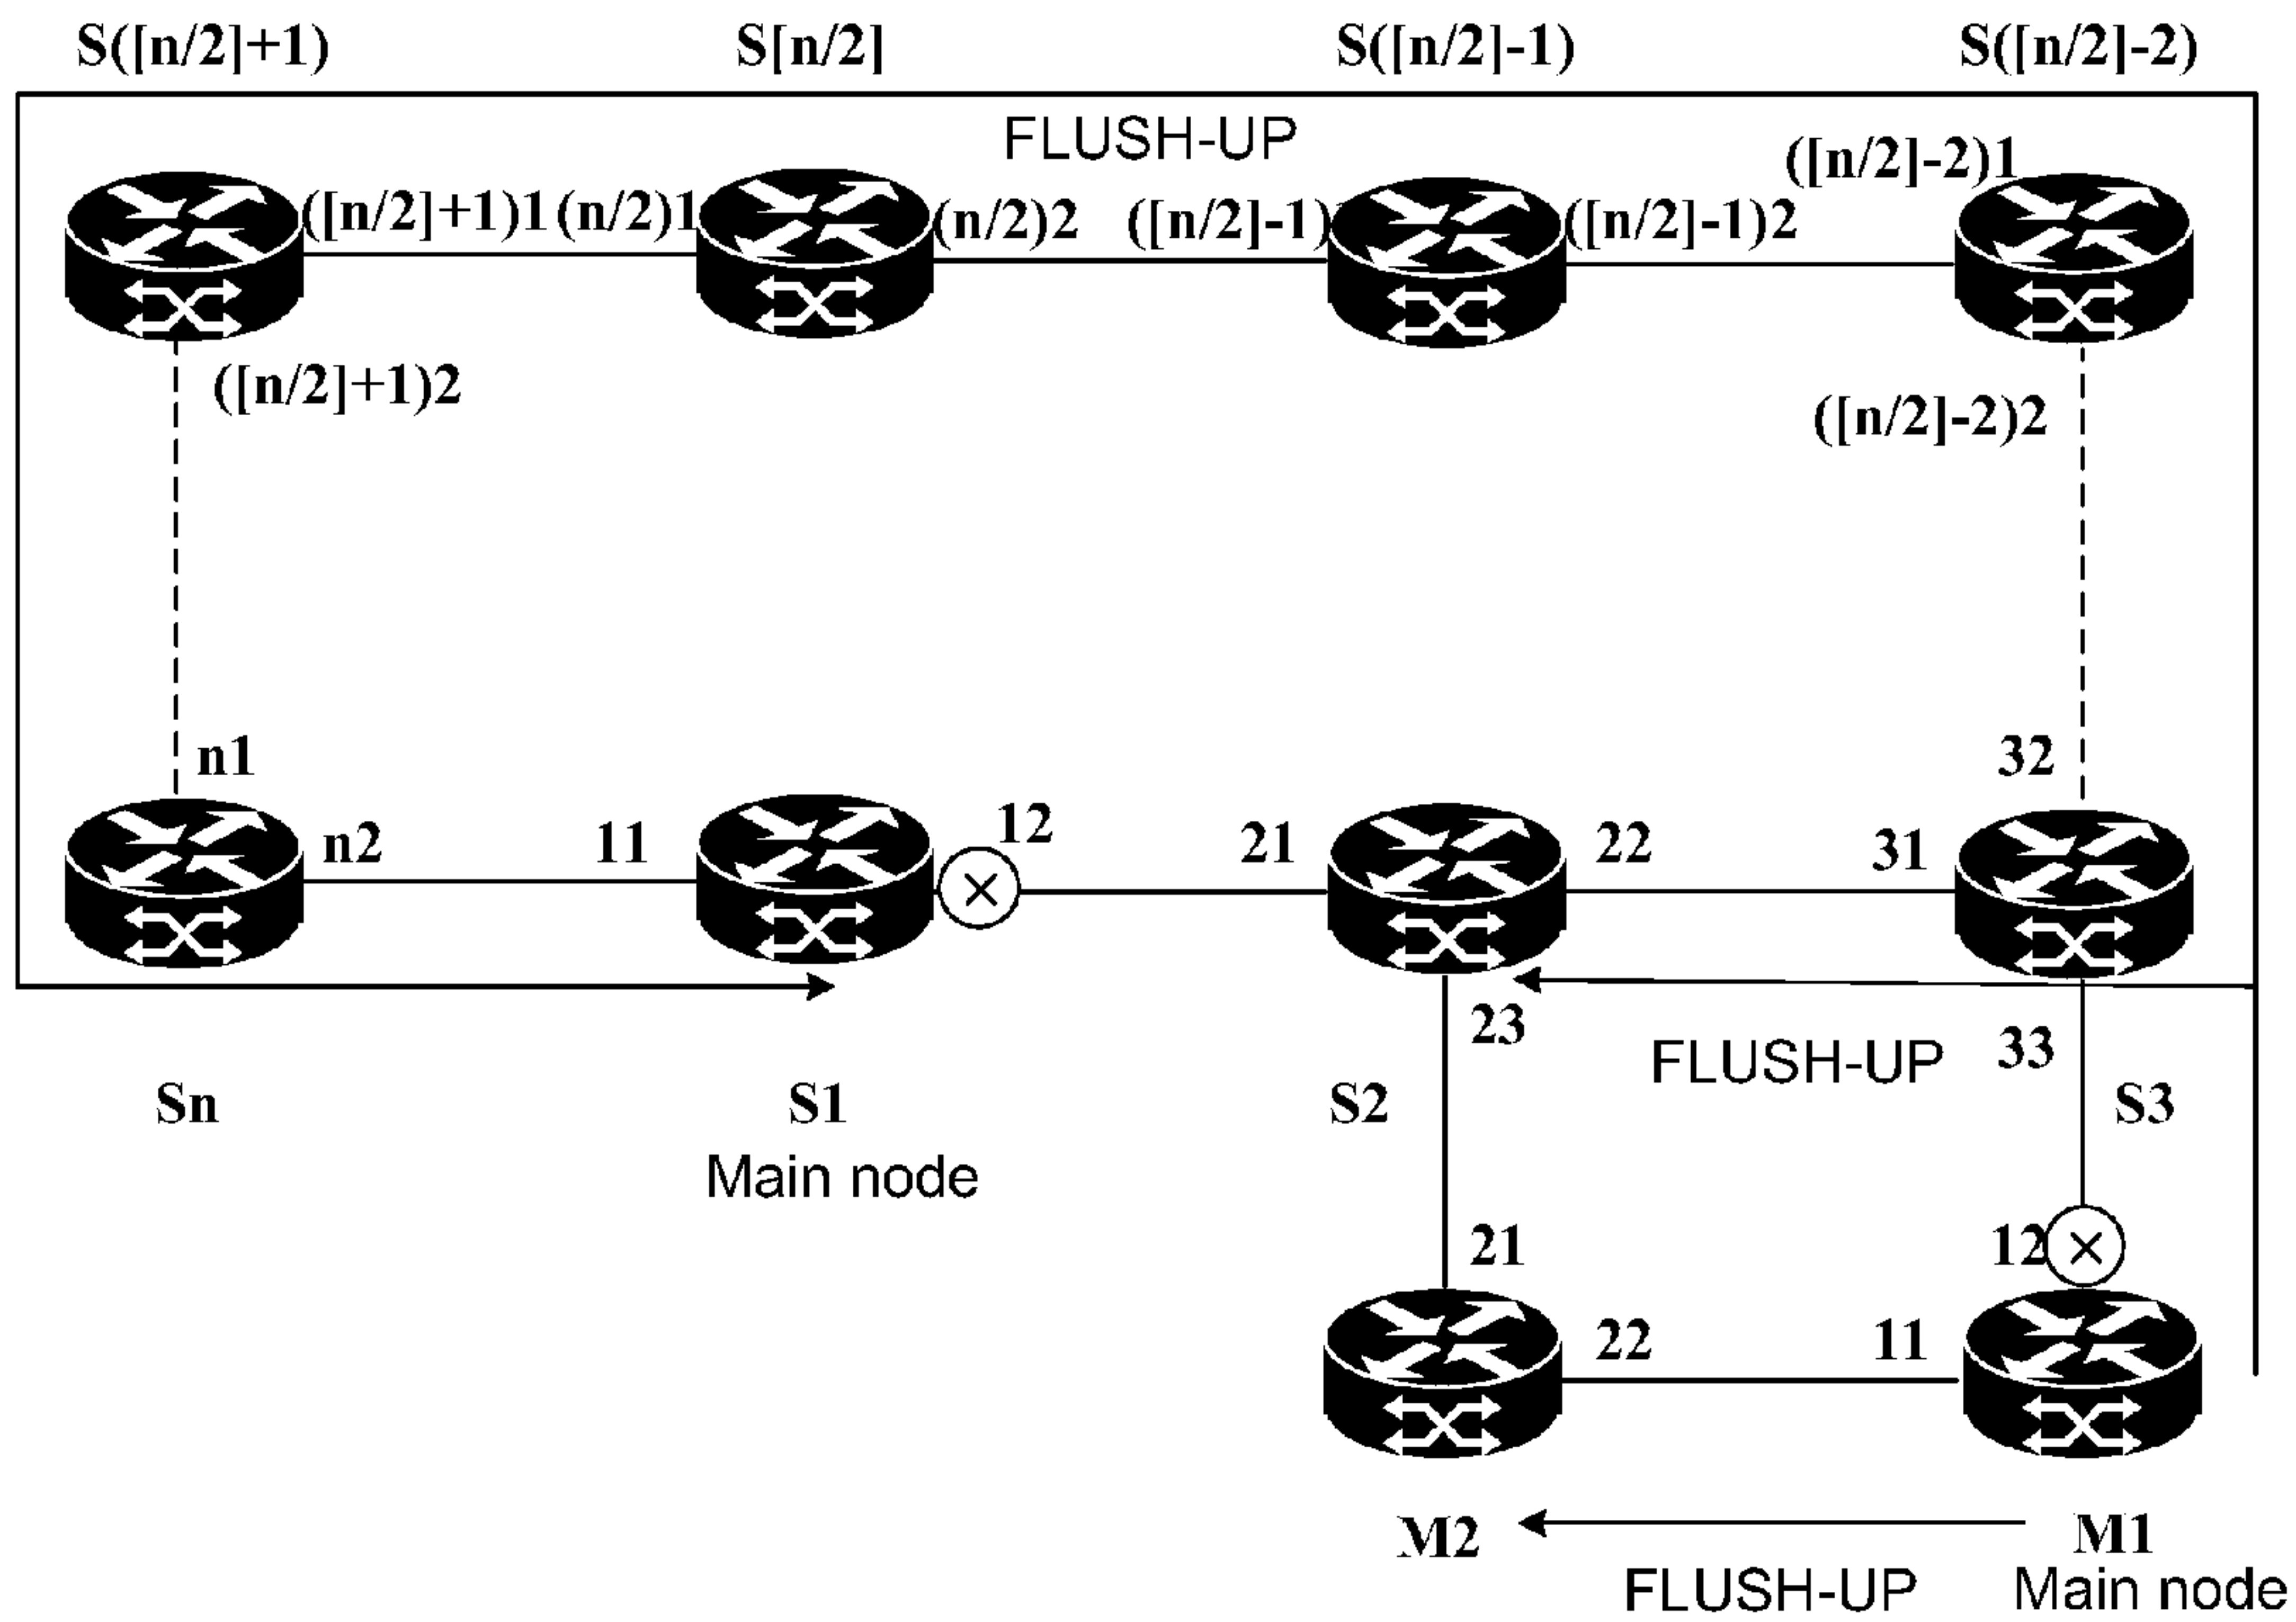 S([n/2]+1) S[n/2] S([n/2]-1) S([n/2]-2)
FLUSH-UP
([n/2]-2)1
([n/2]+1)1 (n/2)1 (n/2)2 ([n/2]-1) ([n/2]-1)2
([n/2]+1)2 ([n/2]-2)2
n1 32
n2 11 12 21 22 31
23 33
FLUSH-UP
Sn S1 S2 S3
Main node
21 12
22 11
M2 M1
FLUSH-UP Main node